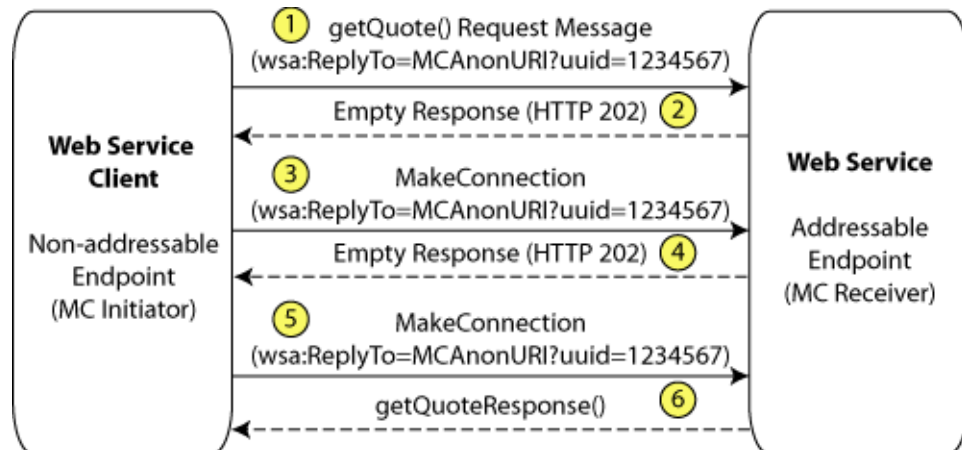 1
getQuote() Request Message
(wsa:ReplyTo=MCAnonURI?uuid=1234567)
Empty Response (HTTP 202)
2
Web Service
Client
Non-addressable
Endpoint
(MC Initiator)
3
MakeConnection
(wsa:ReplyTo=MCAnonURI?uuid=1234567)
Empty Response (HTTP 202)
4
Web Service
Addressable
Endpoint
(MC Receiver)
5
MakeConnection
(wsa:ReplyTo=MCAnonURI?uuid=1234567)
getQuoteResponse()
6